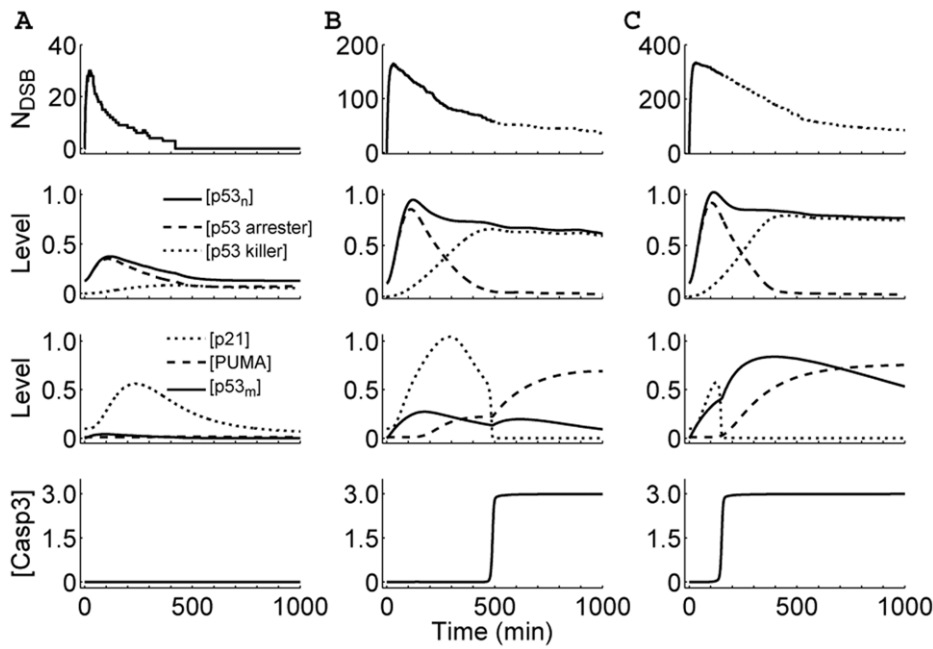 A B C
40 200 400
N_DSB 20 100 200
0 0 0
1.0 [p53_n] 1.0 1.0
Level 0.5 [p53 arrester] 0.5 0.5
[p53 killer]
0 0 0
1.0 [p21] 1.0 1.0
[PUMA]
Level 0.5 [p53_m] 0.5 0.5
0 0 0
3.0 3.0 3.0
[Casp3] 1.5 1.5 1.5
0 0 0
0 500 1000 0 500 1000 0 500 1000
Time (min)